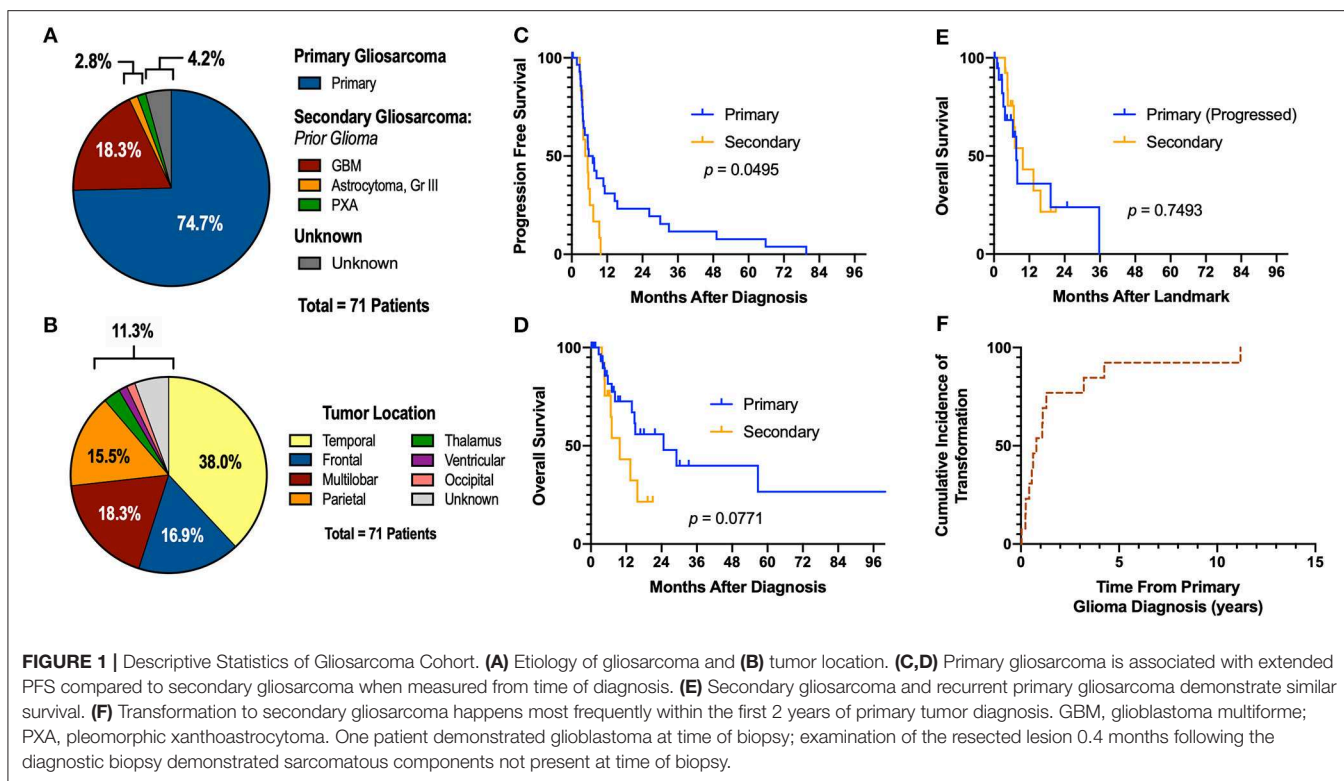 A
2.8%
4.2%
18.3%
74.7%
Primary Gliosarcoma
Primary
Secondary Gliosarcoma:
Prior Glioma
GBM
Astrocytoma, Gr III
PXA
Unknown
Unknown
Total = 71 Patients
B
11.3%
15.5%
38.0%
18.3%
16.9%
Tumor Location
Temporal
Frontal
Multilobar
Parietal
Thalamus
Ventricular
Occipital
Unknown
Total = 71 Patients
C
Progression Free Survival
100
50
0
Primary
Secondary
p = 0.0495
0 12 24 36 48 60 72 84 96
Months After Diagnosis
D
Overall Survival
100
50
0
Primary
Secondary
p = 0.0771
0 12 24 36 48 60 72 84 96
Months After Diagnosis
E
Overall Survival
100
50
0
Primary (Progressed)
Secondary
p = 0.7493
0 12 24 36 48 60 72 84 96
Months After Landmark
F
Cumulative Incidence of
Transformation
100
50
0
0 5 10 15
Time From Primary
Glioma Diagnosis (years)
FIGURE 1 | Descriptive Statistics of Gliosarcoma Cohort. (A) Etiology of gliosarcoma and (B) tumor location. (C,D) Primary gliosarcoma is associated with extended
PFS compared to secondary gliosarcoma when measured from time of diagnosis. (E) Secondary gliosarcoma and recurrent primary gliosarcoma demonstrate similar
survival. (F) Transformation to secondary gliosarcoma happens most frequently within the first 2 years of primary tumor diagnosis. GBM, glioblastoma multiforme;
PXA, pleomorphic xanthoastrocytoma. One patient demonstrated glioblastoma at time of biopsy; examination of the resected lesion 0.4 months following the
diagnostic biopsy demonstrated sarcomatous components not present at time of biopsy.